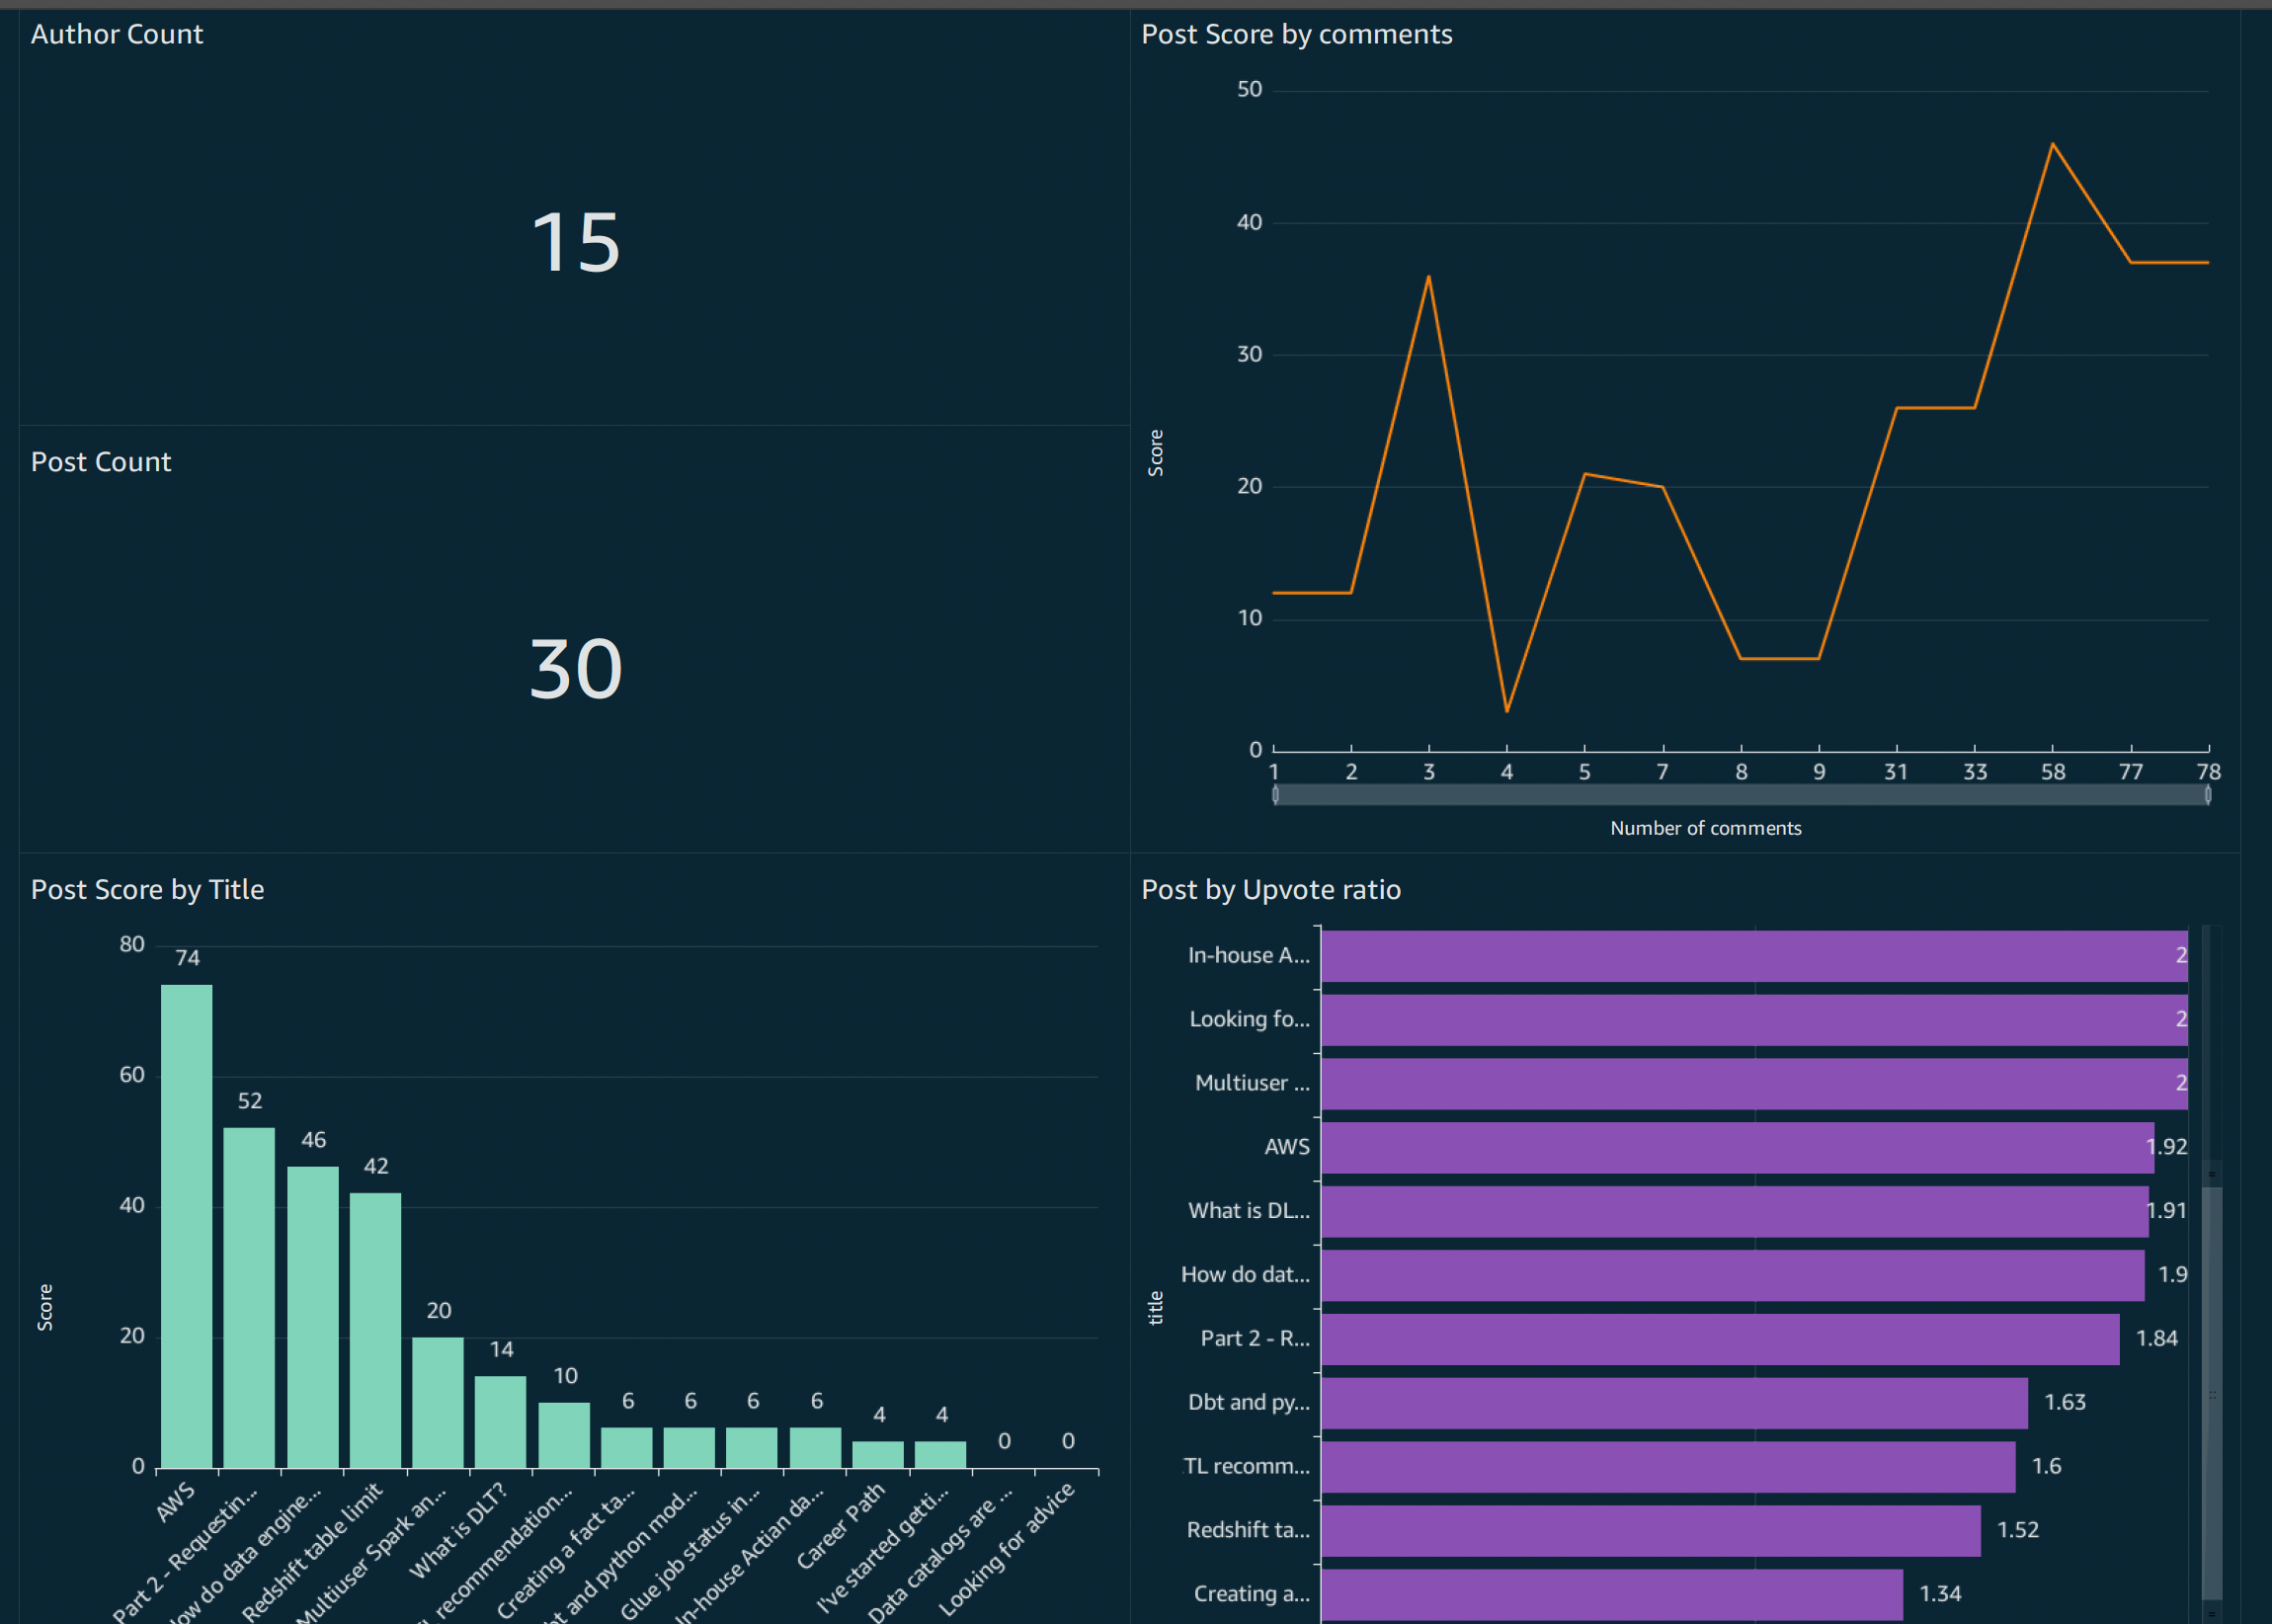 Author Count
15
Post Count
30
Post Score by comments
50
40
30
20
10
0
Score
1 2 3 4 5 7 8 9 31 33 58 77 78
Number of comments
Post Score by Title
80
60
40
20
0
Score
74 52 46 42 20 14 10 6 6 6 6 4 4 0 0
AWS
Part 2 - Requestin...
do data engine...
Redshift table limit
Multiuser Spark an...
What is DLT?
recommendation...
Creating a fact ta...
and python mod...
Glue job status in...
In-house Actian da...
Career Path
I've started getti...
Data catalogs are ...
Looking for advice
Post by Upvote ratio
title
In-house A... 2
Looking fo... 2
Multiuser ... 2
AWS 1.92
What is DL... 1.91
How do dat... 1.9
Part 2 - R... 1.84
Dbt and py... 1.63
TL recomm... 1.6
Redshift ta... 1.52
Creating a... 1.34